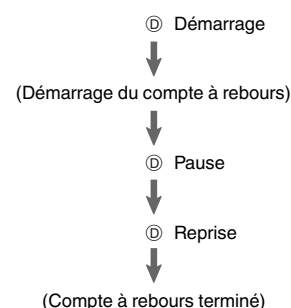 Ⓓ Démarrage
(Démarrage du compte à rebours)
Ⓓ Pause
Ⓓ Reprise
(Compte à rebours terminé)